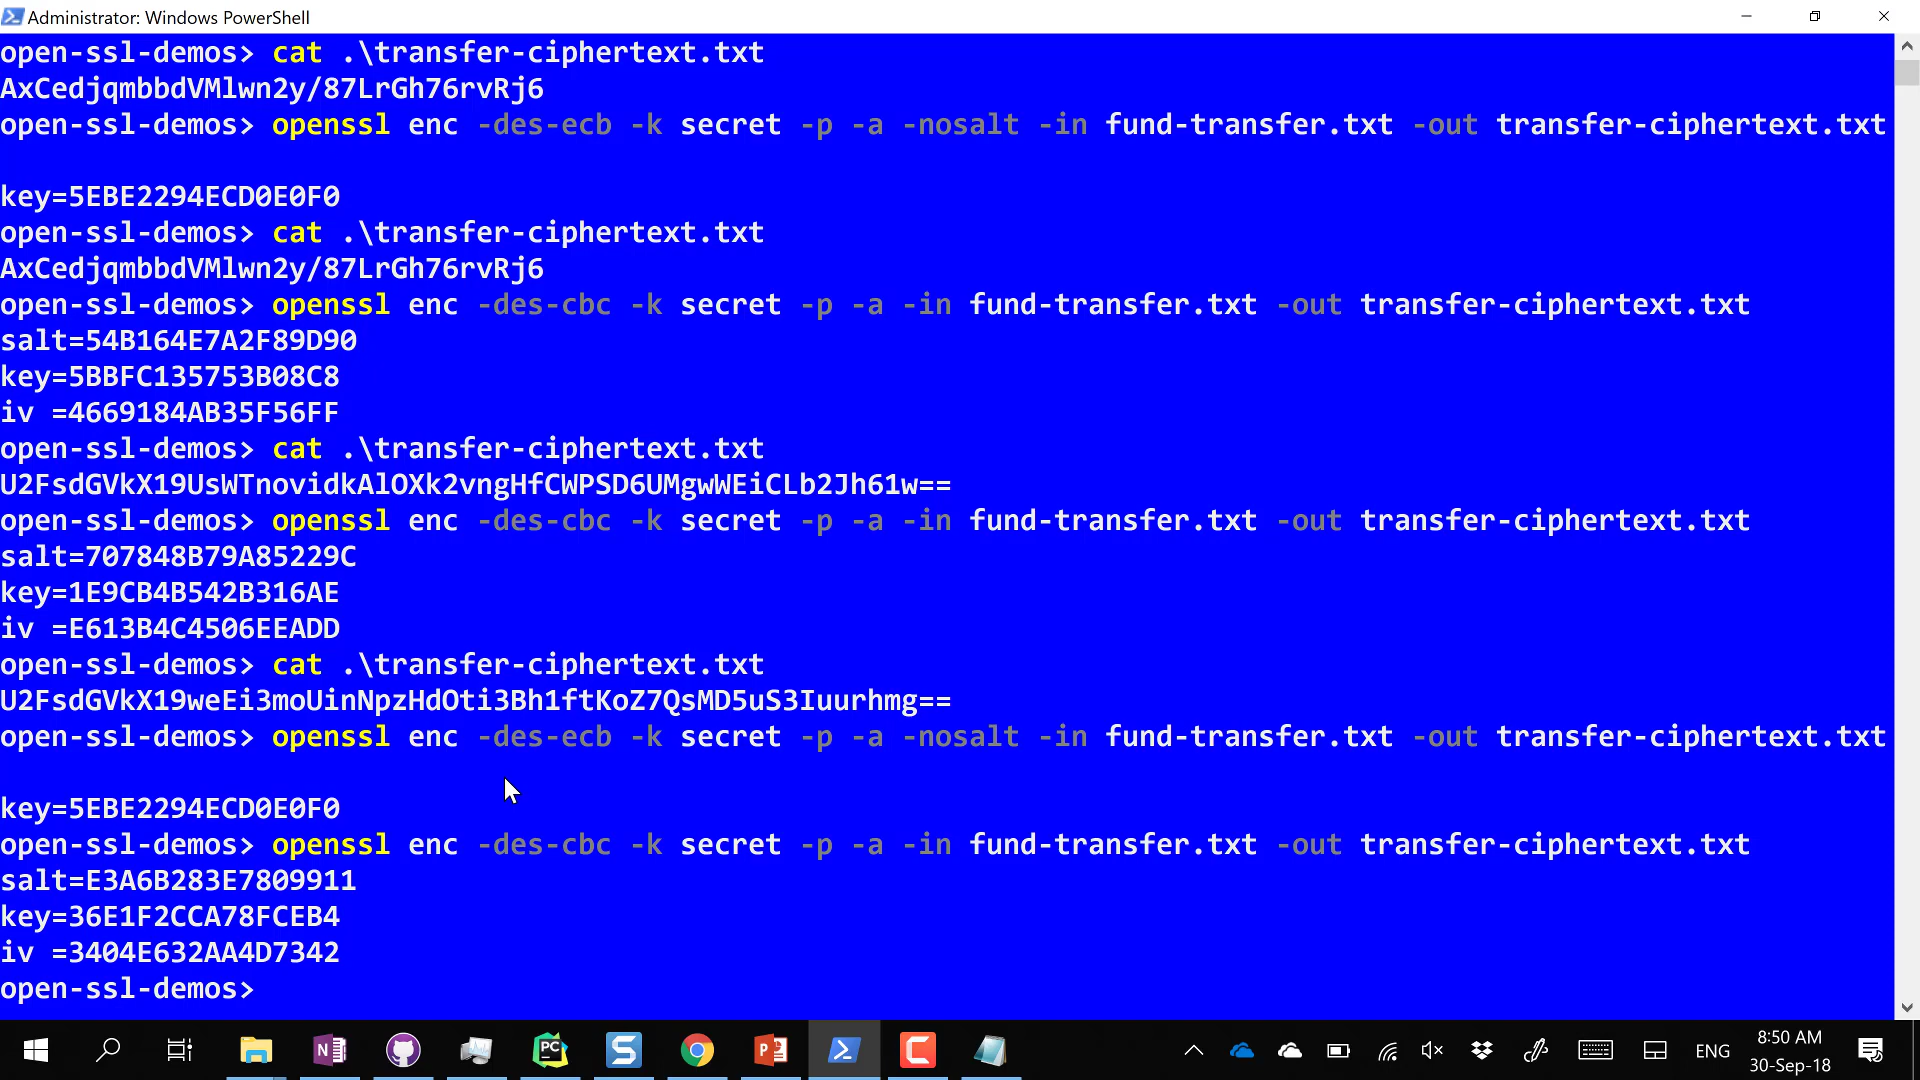 Administrator: Windows PowerShell
open-ssl-demos> cat .\transfer-ciphertext.txt
AxCedjqmbbdVMlwn2y/87LrGh76rvRj6
open-ssl-demos> openssl enc -des-ecb -k secret -p -a -nosalt -in fund-transfer.txt -out transfer-ciphertext.txt
key=5EBE2294ECD0E0F0
open-ssl-demos> cat .\transfer-ciphertext.txt
AxCedjqmbbdVMlwn2y/87LrGh76rvRj6
open-ssl-demos> openssl enc -des-cbc -k secret -p -a -in fund-transfer.txt -out transfer-ciphertext.txt
salt=54B164E7A2F89D90
key=5BBFC135753B08C8
iv =4669184AB35F56FF
open-ssl-demos> cat .\transfer-ciphertext.txt
U2FsdGVkX19UsWTnovidkAlOXk2vngHfCWPSD6UMgwWEiCLb2Jh61w==
open-ssl-demos> openssl enc -des-cbc -k secret -p -a -in fund-transfer.txt -out transfer-ciphertext.txt
salt=707848B79A85229C
key=1E9CB4B542B316AE
iv =E613B4C4506EEADD
open-ssl-demos> cat .\transfer-ciphertext.txt
U2FsdGVkX19weEi3moUinNpzHdOti3Bh1ftKoZ7QsMD5uS3Iuurhmg==
open-ssl-demos> openssl enc -des-ecb -k secret -p -a -nosalt -in fund-transfer.txt -out transfer-ciphertext.txt
key=5EBE2294ECD0E0F0
open-ssl-demos> openssl enc -des-cbc -k secret -p -a -in fund-transfer.txt -out transfer-ciphertext.txt
salt=E3A6B283E7809911
key=36E1F2CCA78FCEB4
iv =3404E632AA4D7342
open-ssl-demos>
ENG
8:50 AM
30-Sep-18